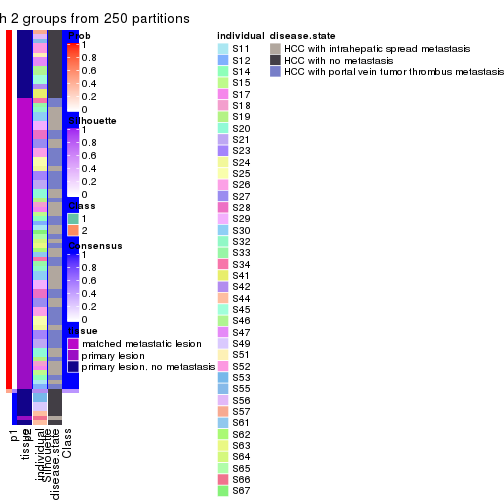 h 2 groups from 250 partitions
Prob
1
0.8
0.6
0.4
0.2
0
Silhouette
1
0.8
0.6
0.4
0.2
0
Class
1
2
Consensus
1
0.8
0.6
0.4
0.2
0
Tissue
matched metastatic lesion
primary lesion
primary lesion, no metastasis
individual
S11
S12
S14
S15
S17
S18
S19
S20
S21
S23
S24
S25
S26
S27
S28
S29
S30
S32
S33
S34
S41
S42
S44
S45
S46
S47
S49
S51
S52
S53
S55
S56
S57
S61
S62
S63
S64
S65
S66
S67
disease.state
HCC with intrahepatic spread metastasis
HCC with no metastasis
HCC with portal vein tumor thrombus metastasis
p1
p2
tissue
individual
Silhouette
disease.state
Class